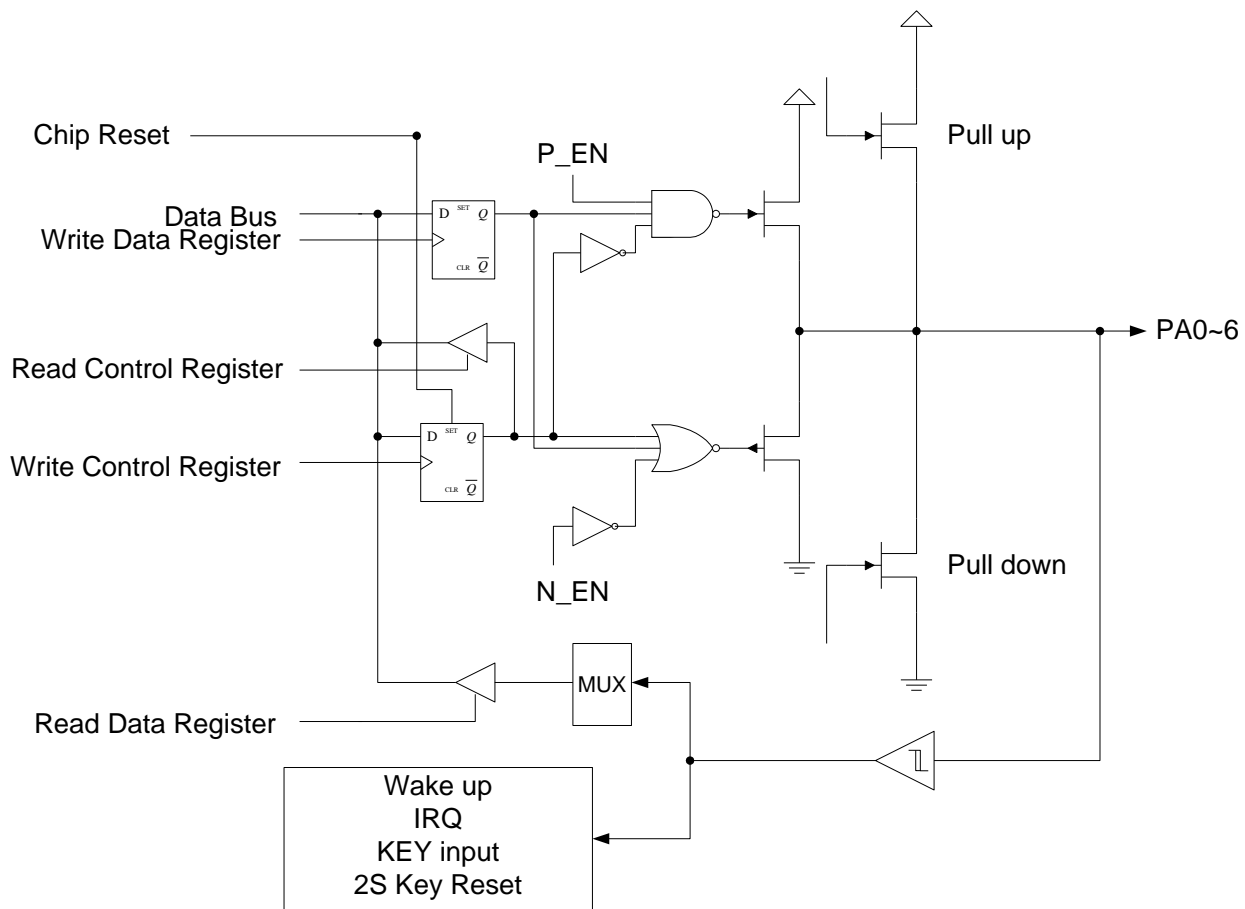 Chip Reset
Data Bus
Write Data Register
Read Control Register
Write Control Register
P_EN
D SET Q
CLR Q
D SET Q
CLR Q
N_EN
Pull up
PA0~6
Pull down
MUX
Read Data Register
Wake up
IRQ
KEY input
2S Key Reset